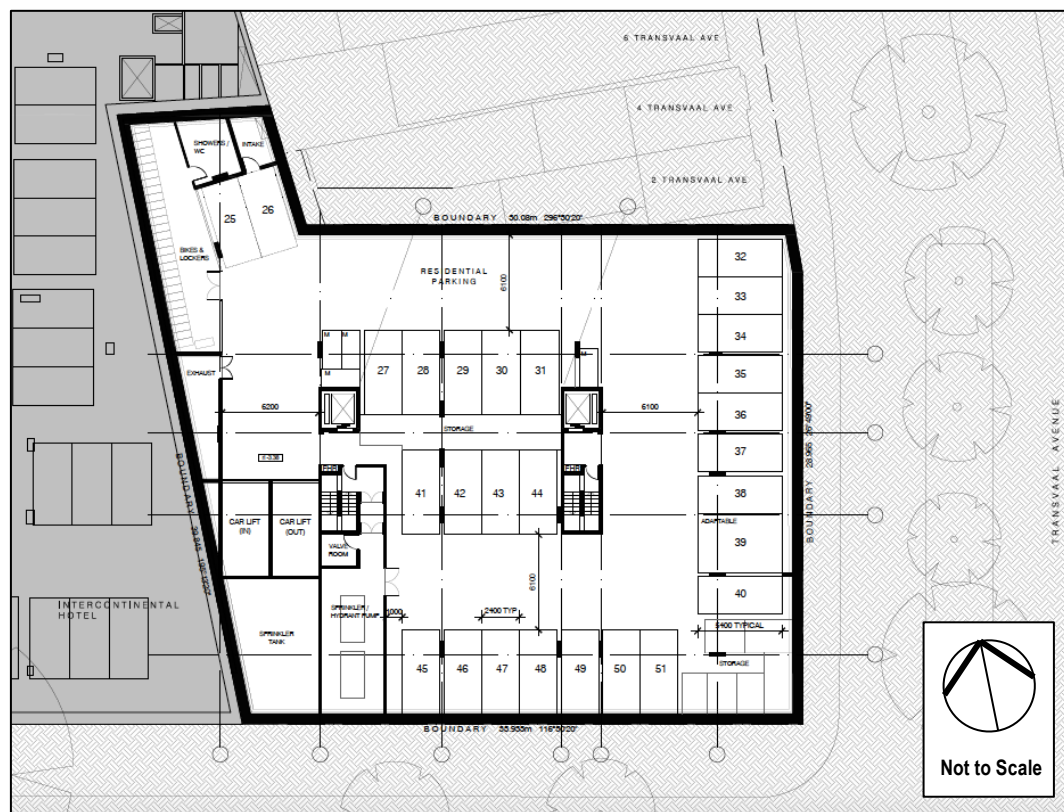 6 TRANSVAAL AVE
4 TRANSVAAL AVE
2 TRANSVAAL AVE
SHOWERS /
WC
INTAKE
25
26
BIKES &
LOCKERS
RESIDENTIAL
PARKING
6100
32
33
34
35
36
37
38
ADAPTABLE
39
40
M
M
M
M
27
28
29
30
31
EXHAUST
6200
6100
STORAGE
FHR
FHR
41
42
43
44
CAR LIFT
(IN)
CAR LIFT
(OUT)
VALVE
ROOM
6100
SPRINKLER
TANK
SPRINKLER /
HYDRANT PUMP
1000
2400 TYP
5400 TYPICAL
STORAGE
45
46
47
48
49
50
51
INTERCONTINENTAL
HOTEL
TRANSVAAL AVENUE
BOUNDARY
BOUNDARY
BOUNDARY
BOUNDARY
Not to Scale